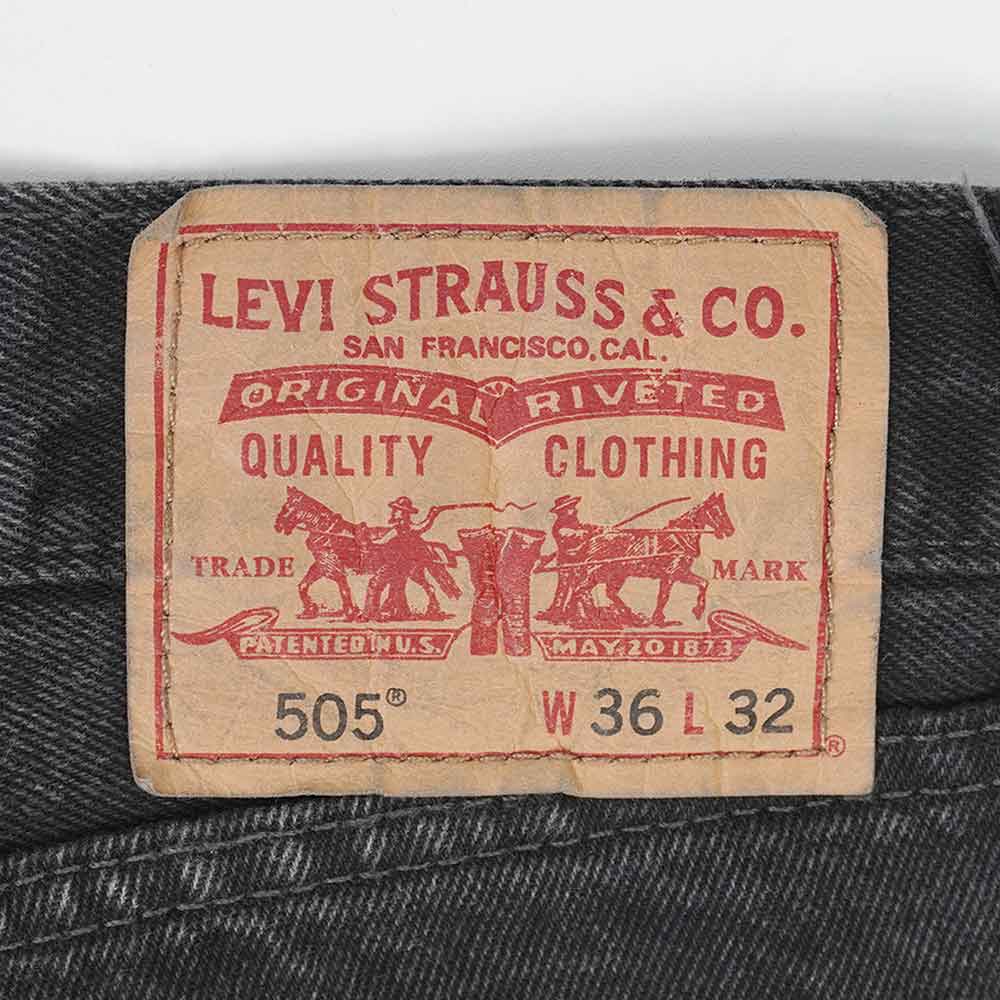 LEVI STRAUSS & CO.
SAN FRANCISCO, CAL.
ORIGINAL RIVETED
QUALITY CLOTHING
TRADE MARK
PATENTED IN U.S. MAY 20 1873
505® W 36 L 32
®